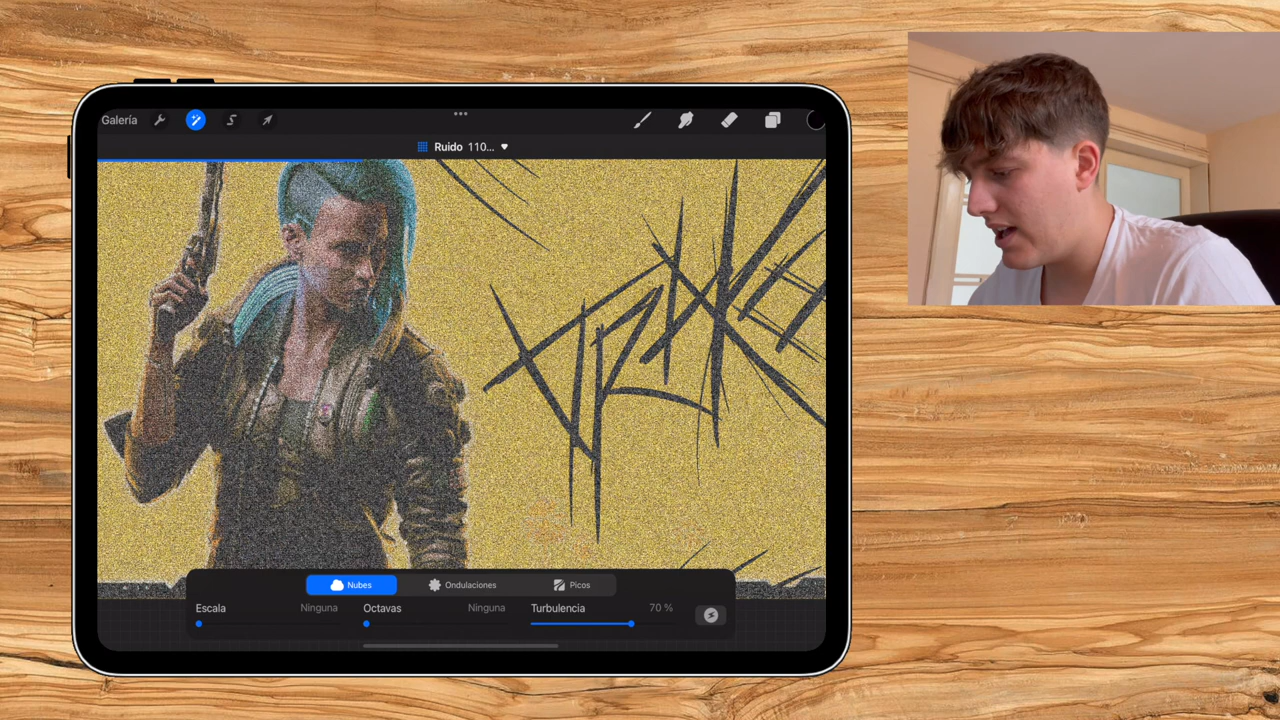 Galería
Ruido 110...
Nubes Ondulaciones Picos
Escala Ninguna Octavas Ninguna Turbulencia 70 %